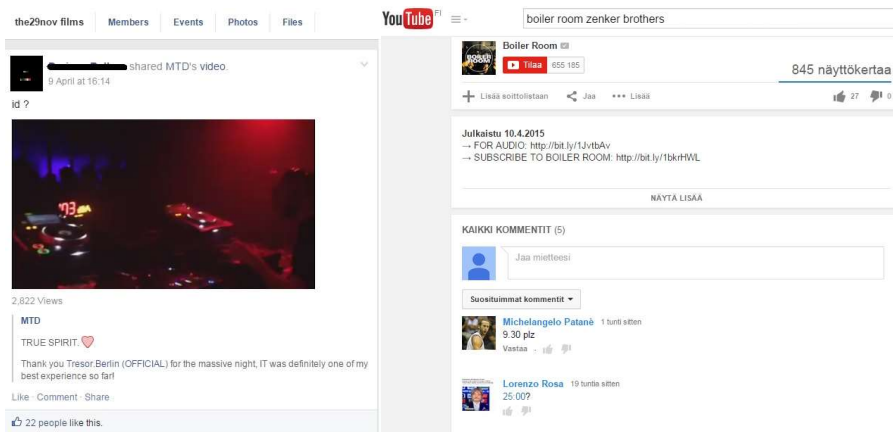 the29nov films Members Events Photos Files
shared MTD's video.
9 April at 16:14
id ?
2,822 Views
MTD
TRUE SPIRIT.
Thank you Tresor.Berlin (OFFICIAL) for the massive night, IT was definitely one of my
best experience so far!
Like · Comment · Share
22 people like this.
YouTube FI
boiler room zenker brothers
BOILER ROOM
Boiler Room
Tilaa 655 185
845 näyttökertaa
Lisää soittolistaan Jaa Lisää 27 0
Julkaistu 10.4.2015
→ FOR AUDIO: http://bit.ly/1JvtbAv
→ SUBSCRIBE TO BOILER ROOM: http://bit.ly/1bkrHWL
NÄYTÄ LISÄÄ
KAIKKI KOMMENTIT (5)
Jaa mietteesi
Suosituimmat kommentit
Michelangelo Patanè 1 tunti sitten
9.30 plz
Vastaa ·
Lorenzo Rosa 19 tuntia sitten
25:00?